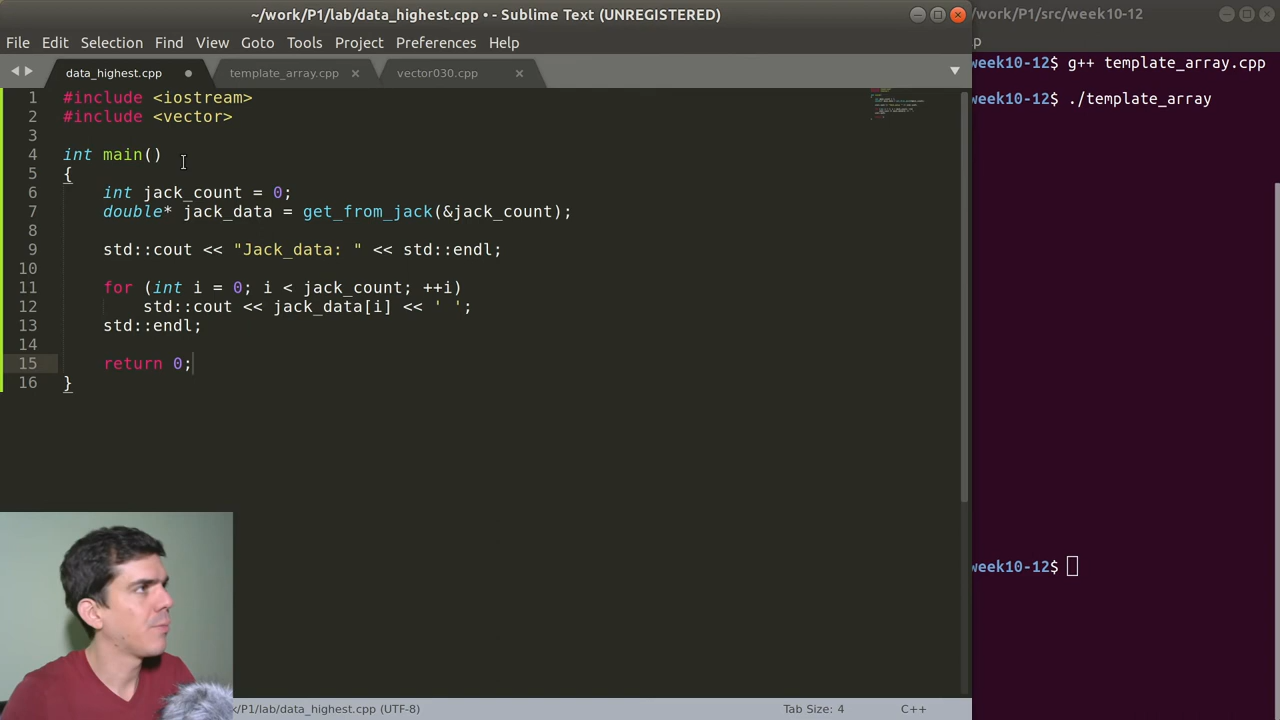 ~/work/P1/lab/data_highest.cpp • - Sublime Text (UNREGISTERED)
File Edit Selection Find View Goto Tools Project Preferences Help
data_highest.cpp template_array.cpp vector030.cpp
1 #include <iostream>
2 #include <vector>
3
4 int main()
5 {
6 int jack_count = 0;
7 double* jack_data = get_from_jack(&jack_count);
8
9 std::cout << "Jack_data: " << std::endl;
10
11 for (int i = 0; i < jack_count; ++i)
12 std::cout << jack_data[i] << ' ';
13 std::endl;
14
15 return 0;
16 }
k/P1/lab/data_highest.cpp (UTF-8) Tab Size: 4 C++
/work/P1/src/week10-12
p
week10-12$ g++ template_array.cpp
week10-12$ ./template_array
week10-12$